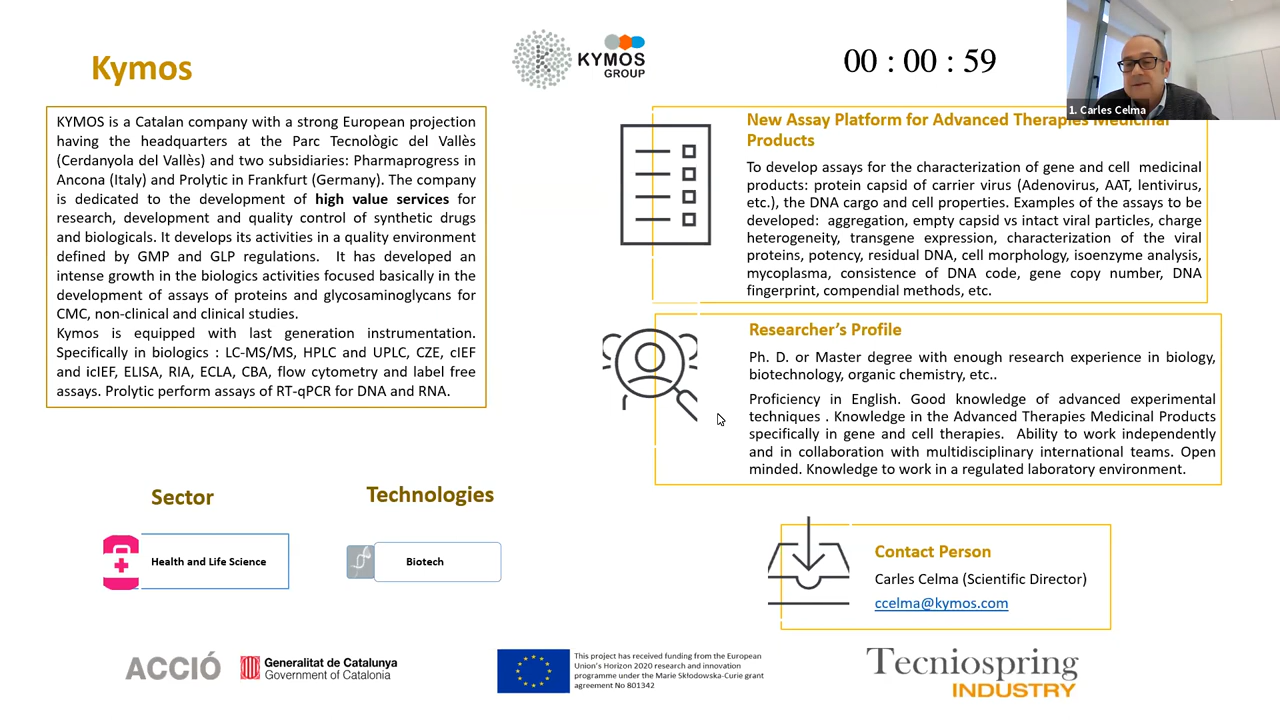 Kymos
KYMOS
GROUP
00 : 00 : 59
1. Carles Celma
KYMOS is a Catalan company with a strong European projection
having the headquarters at the Parc Tecnològic del Vallès
(Cerdanyola del Vallès) and two subsidiaries: Pharmaprogress in
Ancona (Italy) and Prolytic in Frankfurt (Germany). The company
is dedicated to the development of high value services for
research, development and quality control of synthetic drugs
and biologicals. It develops its activities in a quality environment
defined by GMP and GLP regulations. It has developed an
intense growth in the biologics activities focused basically in the
development of assays of proteins and glycosaminoglycans for
CMC, non-clinical and clinical studies.
Kymos is equipped with last generation instrumentation.
Specifically in biologics : LC-MS/MS, HPLC and UPLC, CZE, cIEF
and icIEF, ELISA, RIA, ECLA, CBA, flow cytometry and label free
assays. Prolytic perform assays of RT-qPCR for DNA and RNA.
New Assay Platform for Advanced Therapies Medicinal
Products
To develop assays for the characterization of gene and cell medicinal
products: protein capsid of carrier virus (Adenovirus, AAT, lentivirus,
etc.), the DNA cargo and cell properties. Examples of the assays to be
developed: aggregation, empty capsid vs intact viral particles, charge
heterogeneity, transgene expression, characterization of the viral
proteins, potency, residual DNA, cell morphology, isoenzyme analysis,
mycoplasma, consistence of DNA code, gene copy number, DNA
fingerprint, compendial methods, etc.
Researcher's Profile
Ph. D. or Master degree with enough research experience in biology,
biotechnology, organic chemistry, etc..
Proficiency in English. Good knowledge of advanced experimental
techniques . Knowledge in the Advanced Therapies Medicinal Products
specifically in gene and cell therapies. Ability to work independently
and in collaboration with multidisciplinary international teams. Open
minded. Knowledge to work in a regulated laboratory environment.
Sector
Technologies
Health and Life Science
Biotech
Contact Person
Carles Celma (Scientific Director)
ccelma@kymos.com
ACCIÓ
Generalitat de Catalunya
Government of Catalonia
This project has received funding from the European
Union's Horizon 2020 research and innovation
programme under the Marie Skłodowska-Curie grant
agreement No 801342
Tecniospring
INDUSTRY